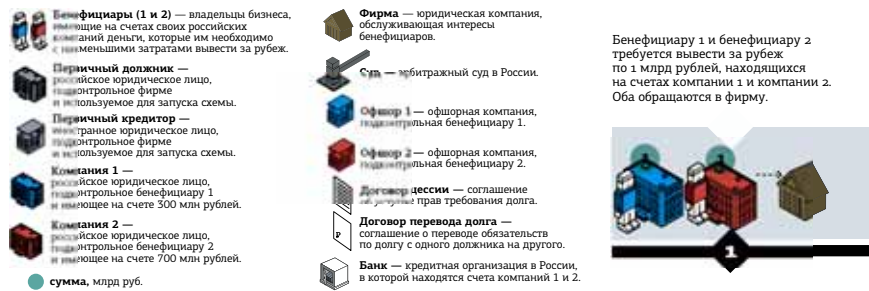 Бенефициары (1 и 2) — владельцы бизнеса,
имеющие на счетах своих российских
компаний деньги, которые им необходимо
с наименьшими затратами вывести за рубеж.
Первичный должник —
российское юридическое лицо,
подконтрольное фирме
и используемое для запуска схемы.
Первичный кредитор —
иностранное юридическое лицо,
подконтрольное фирме
и используемое для запуска схемы.
Компания 1 —
российское юридическое лицо,
подконтрольное бенефициару 1
и имеющее на счете 300 млн рублей.
Компания 2 —
российское юридическое лицо,
подконтрольное бенефициару 2
и имеющее на счете 700 млн рублей.
сумма, млрд руб.
Фирма — юридическая компания,
обслуживающая интересы
бенефициаров.
Суд — арбитражный суд в России.
Офшор 1 — офшорная компания,
подконтрольная бенефициару 1.
Офшор 2 — офшорная компания,
подконтрольная бенефициару 2.
Договор цессии — соглашение
об уступке прав требования долга.
Договор перевода долга —
соглашение о переводе обязательств
по долгу с одного должника на другого.
Банк — кредитная организация в России,
в которой находятся счета компаний 1 и 2.
Бенефициару 1 и бенефициару 2
требуется вывести за рубеж
по 1 млрд рублей, находящихся
на счетах компании 1 и компании 2.
Оба обращаются в фирму.
1 1
1